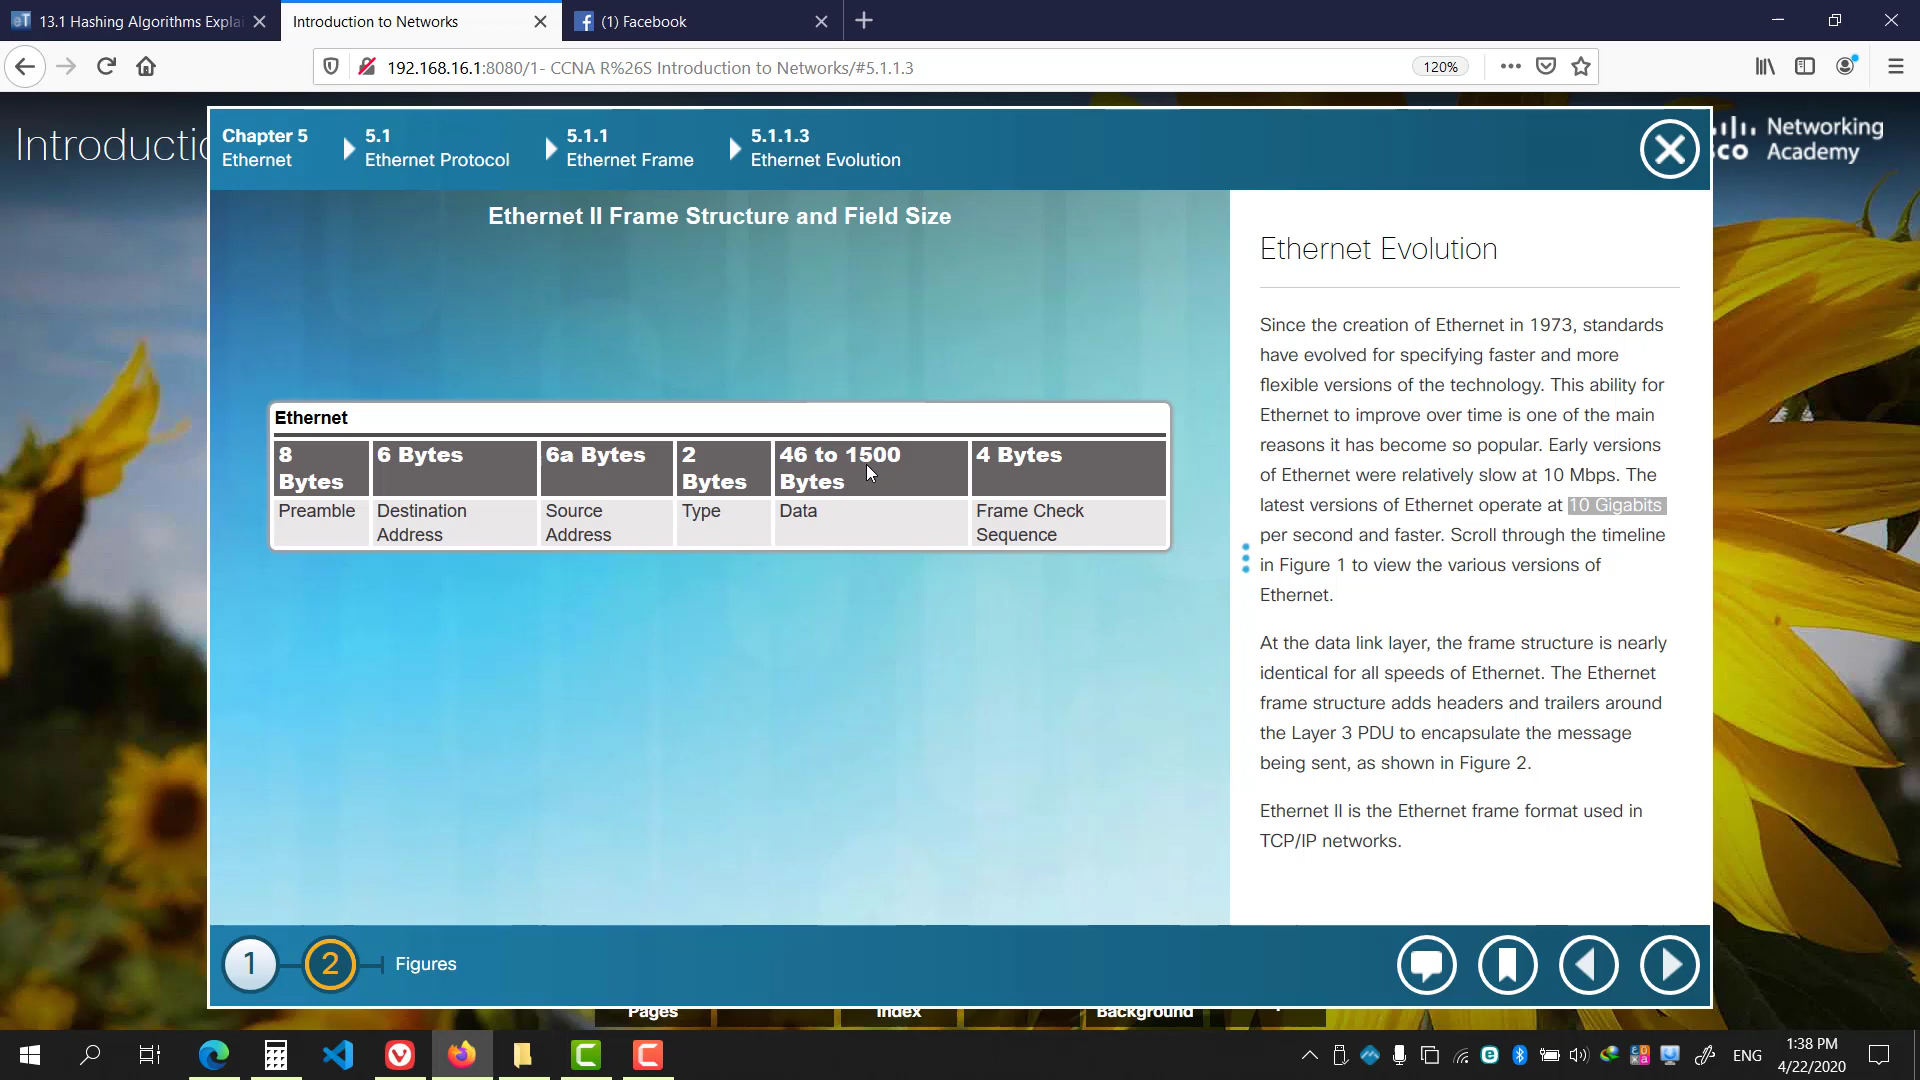 13.1 Hashing Algorithms Explai
Introduction to Networks
(1) Facebook
192.168.16.1:8080/1- CCNA R%26S Introduction to Networks/#5.1.1.3
120%
Introductio
Networking
Academy
Chapter 5
Ethernet
5.1
Ethernet Protocol
5.1.1
Ethernet Frame
5.1.1.3
Ethernet Evolution
Ethernet II Frame Structure and Field Size
Ethernet
8 Bytes
6 Bytes
6a Bytes
2 Bytes
46 to 1500 Bytes
4 Bytes
Preamble
Destination Address
Source Address
Type
Data
Frame Check Sequence
Ethernet Evolution
Since the creation of Ethernet in 1973, standards
have evolved for specifying faster and more
flexible versions of the technology. This ability for
Ethernet to improve over time is one of the main
reasons it has become so popular. Early versions
of Ethernet were relatively slow at 10 Mbps. The
latest versions of Ethernet operate at 10 Gigabits
per second and faster. Scroll through the timeline
in Figure 1 to view the various versions of
Ethernet.
At the data link layer, the frame structure is nearly
identical for all speeds of Ethernet. The Ethernet
frame structure adds headers and trailers around
the Layer 3 PDU to encapsulate the message
being sent, as shown in Figure 2.
Ethernet II is the Ethernet frame format used in
TCP/IP networks.
1
2
Figures
Pages
Index
Background
ENG
1:38 PM
4/22/2020